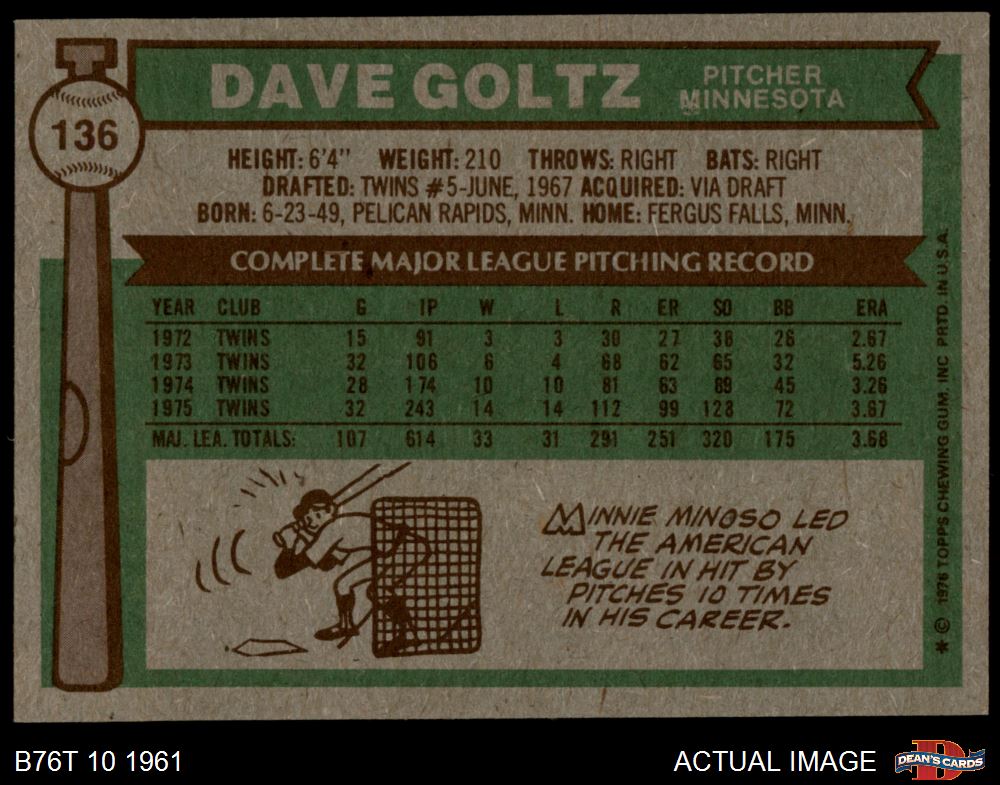 136
DAVE GOLTZ
PITCHER
MINNESOTA
HEIGHT: 6'4" WEIGHT: 210 THROWS: RIGHT BATS: RIGHT
DRAFTED: TWINS #5-JUNE, 1967 ACQUIRED: VIA DRAFT
BORN: 6-23-49, PELICAN RAPIDS, MINN. HOME: FERGUS FALLS, MINN.
COMPLETE MAJOR LEAGUE PITCHING RECORD
YEAR CLUB G IP W L R ER SO BB ERA
1972 TWINS 15 91 3 3 30 27 38 26 2.67
1973 TWINS 32 106 6 4 68 62 65 32 5.26
1974 TWINS 28 174 10 10 81 63 89 45 3.26
1975 TWINS 32 243 14 14 112 99 128 72 3.67
MAJ. LEA. TOTALS: 107 614 33 31 291 251 320 175 3.68
MINNIE MINOSO LED
THE AMERICAN
LEAGUE IN HIT BY
PITCHES 10 TIMES
IN HIS CAREER.
* © 1976 TOPPS CHEWING GUM, INC PRTD. IN U.S.A.
B76T 10 1961
ACTUAL IMAGE
D
DEAN'S CARDS